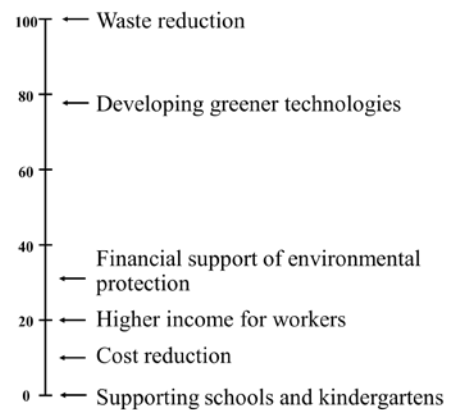 100 Waste reduction
80
Developing greener technologies
60
40
Financial support of environmental
protection
20 Higher income for workers
Cost reduction
0 Supporting schools and kindergartens